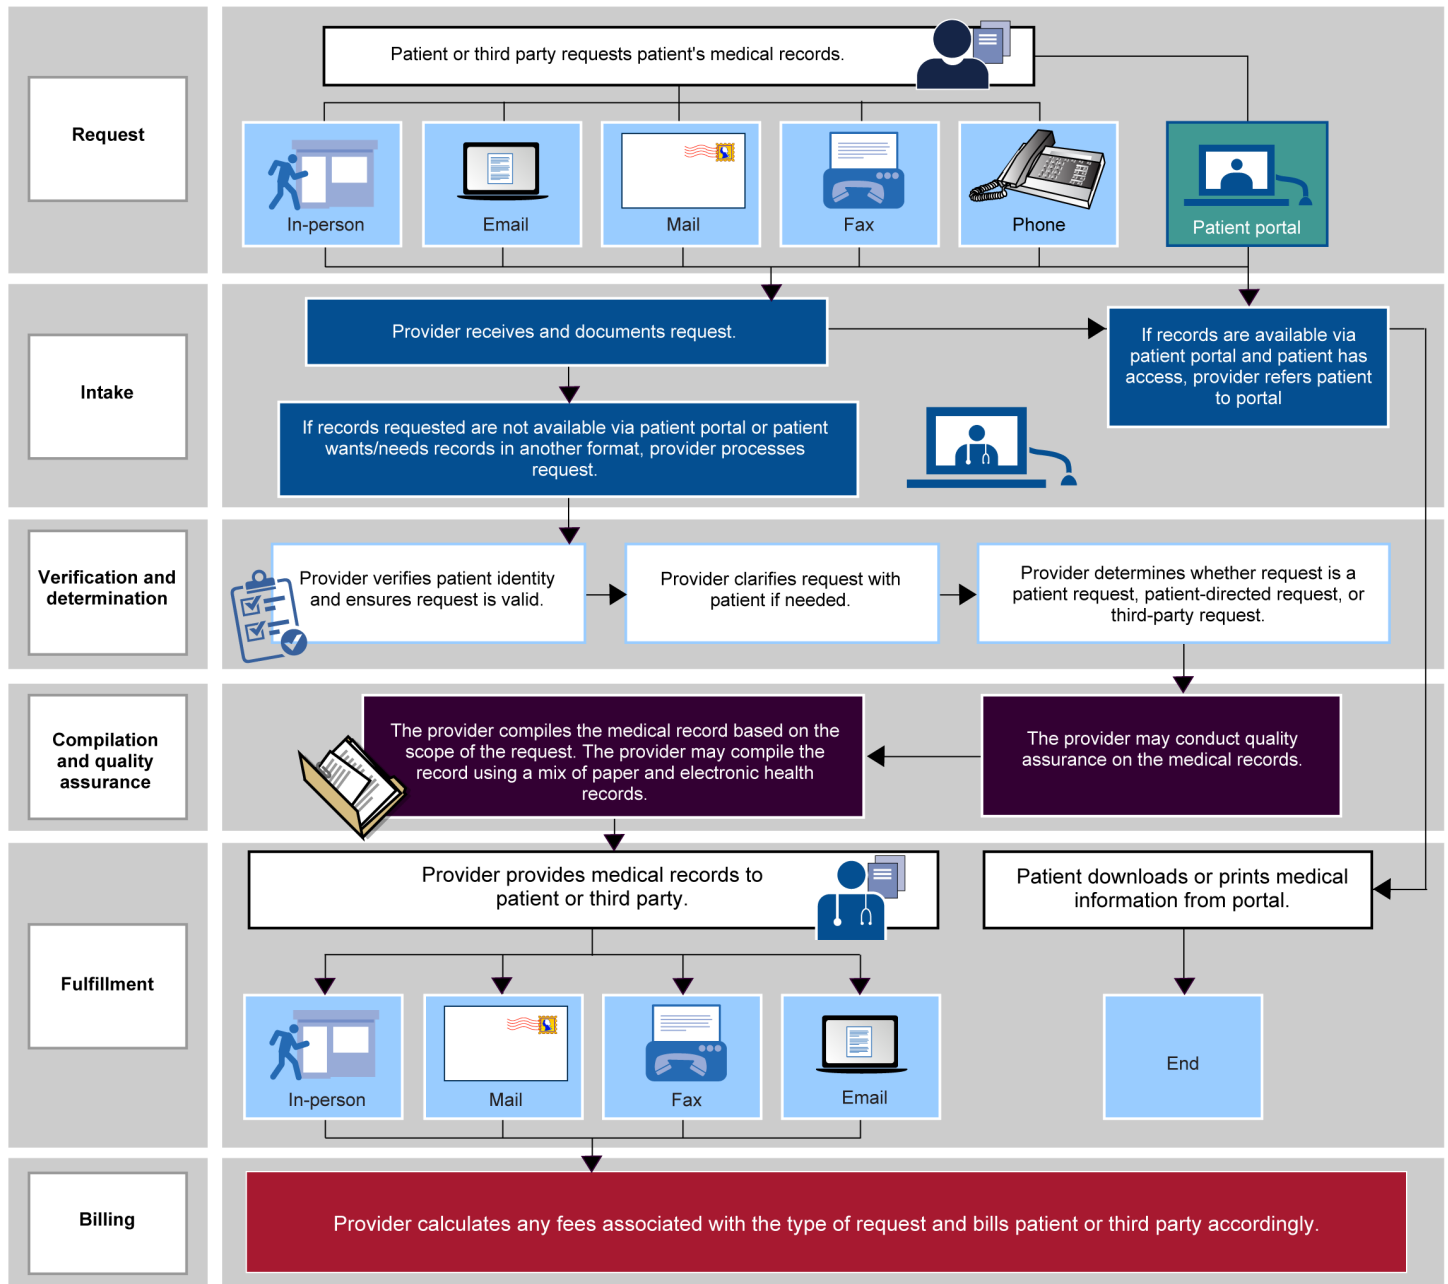 Request
Patient or third party requests patient's medical records.
In-person
Email
Mail
Fax
Phone
Patient portal
Intake
Provider receives and documents request.
If records are available via
patient portal and patient has
access, provider refers patient
to portal
If records requested are not available via patient portal or patient
wants/needs records in another format, provider processes
request.
Verification and
determination
Provider verifies patient identity
and ensures request is valid.
Provider clarifies request with
patient if needed.
Provider determines whether request is a
patient request, patient-directed request, or
third-party request.
Compilation
and quality
assurance
The provider compiles the medical record based on the
scope of the request. The provider may compile the
record using a mix of paper and electronic health
records.
The provider may conduct quality
assurance on the medical records.
Fulfillment
Provider provides medical records to
patient or third party.
Patient downloads or prints medical
information from portal.
In-person
Mail
Fax
Email
End
Billing
Provider calculates any fees associated with the type of request and bills patient or third party accordingly.